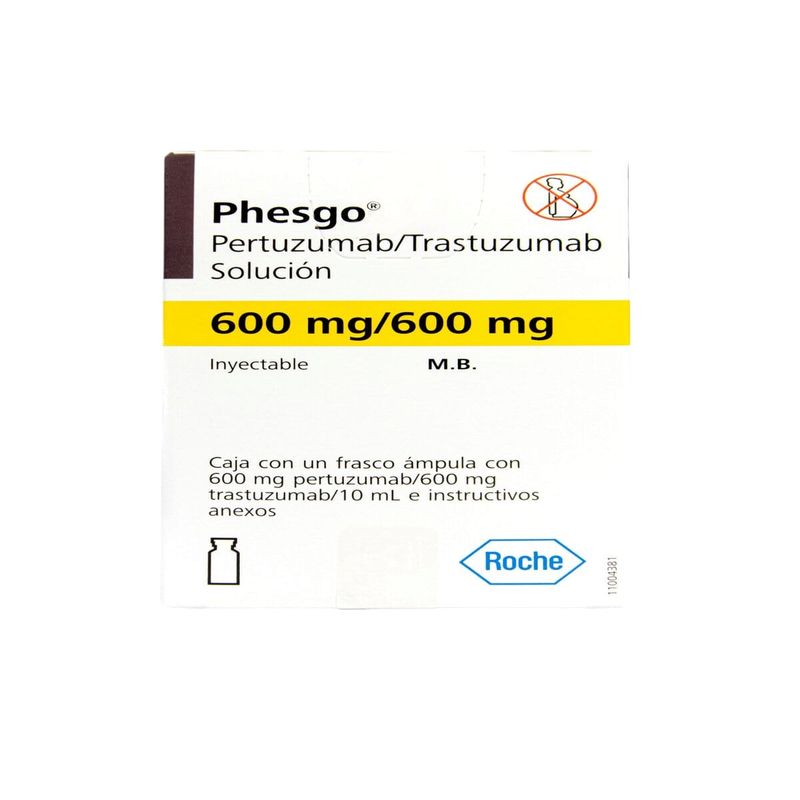 Phesgo®
Pertuzumab/Trastuzumab
Solución
600 mg/600 mg
Inyectable M.B.
Caja con un frasco ámpula con
600 mg pertuzumab/600 mg
trastuzumab/10 mL e instructivos
anexos
Roche
11004381